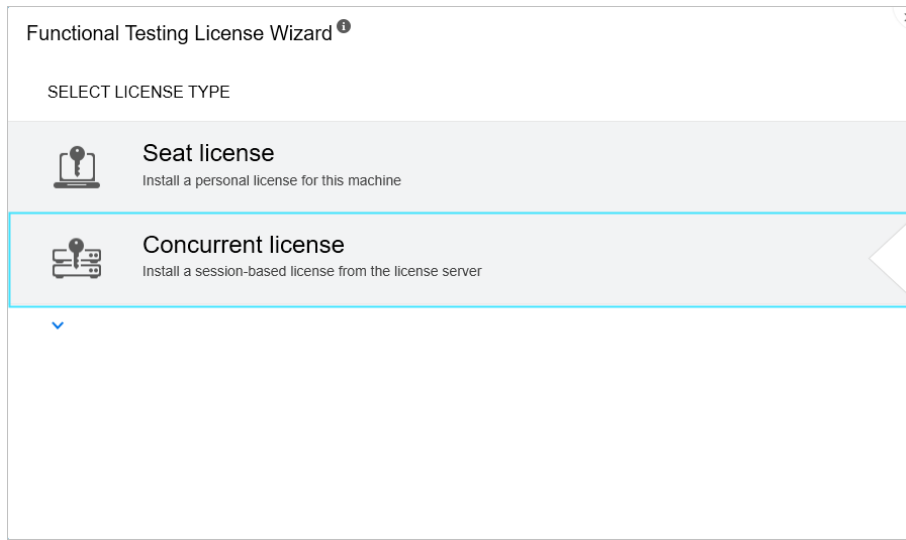 Functional Testing License Wizard
SELECT LICENSE TYPE
Seat license
Install a personal license for this machine
Concurrent license
Install a session-based license from the license server